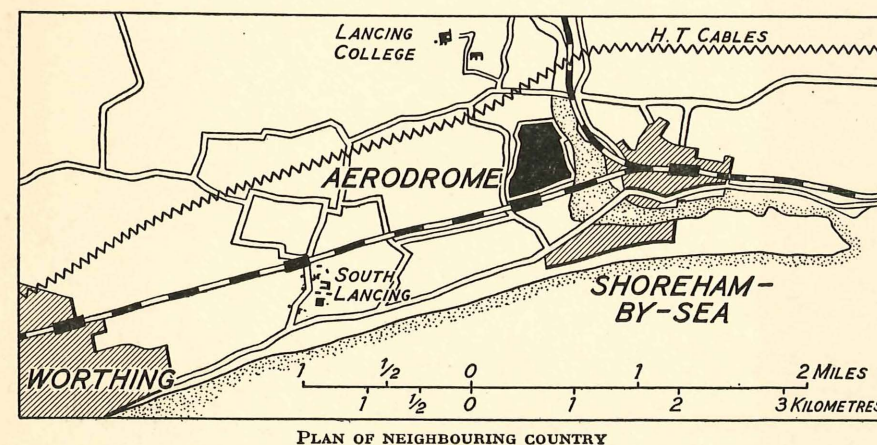 LANCING
COLLEGE
H.T CABLES
AERODROME
SOUTH
LANCING
SHOREHAM-
BY-SEA
WORTHING
1 1/2 0 1 2 MILES
1 1/2 0 1 2 3 KILOMETRES
PLAN OF NEIGHBOURING COUNTRY